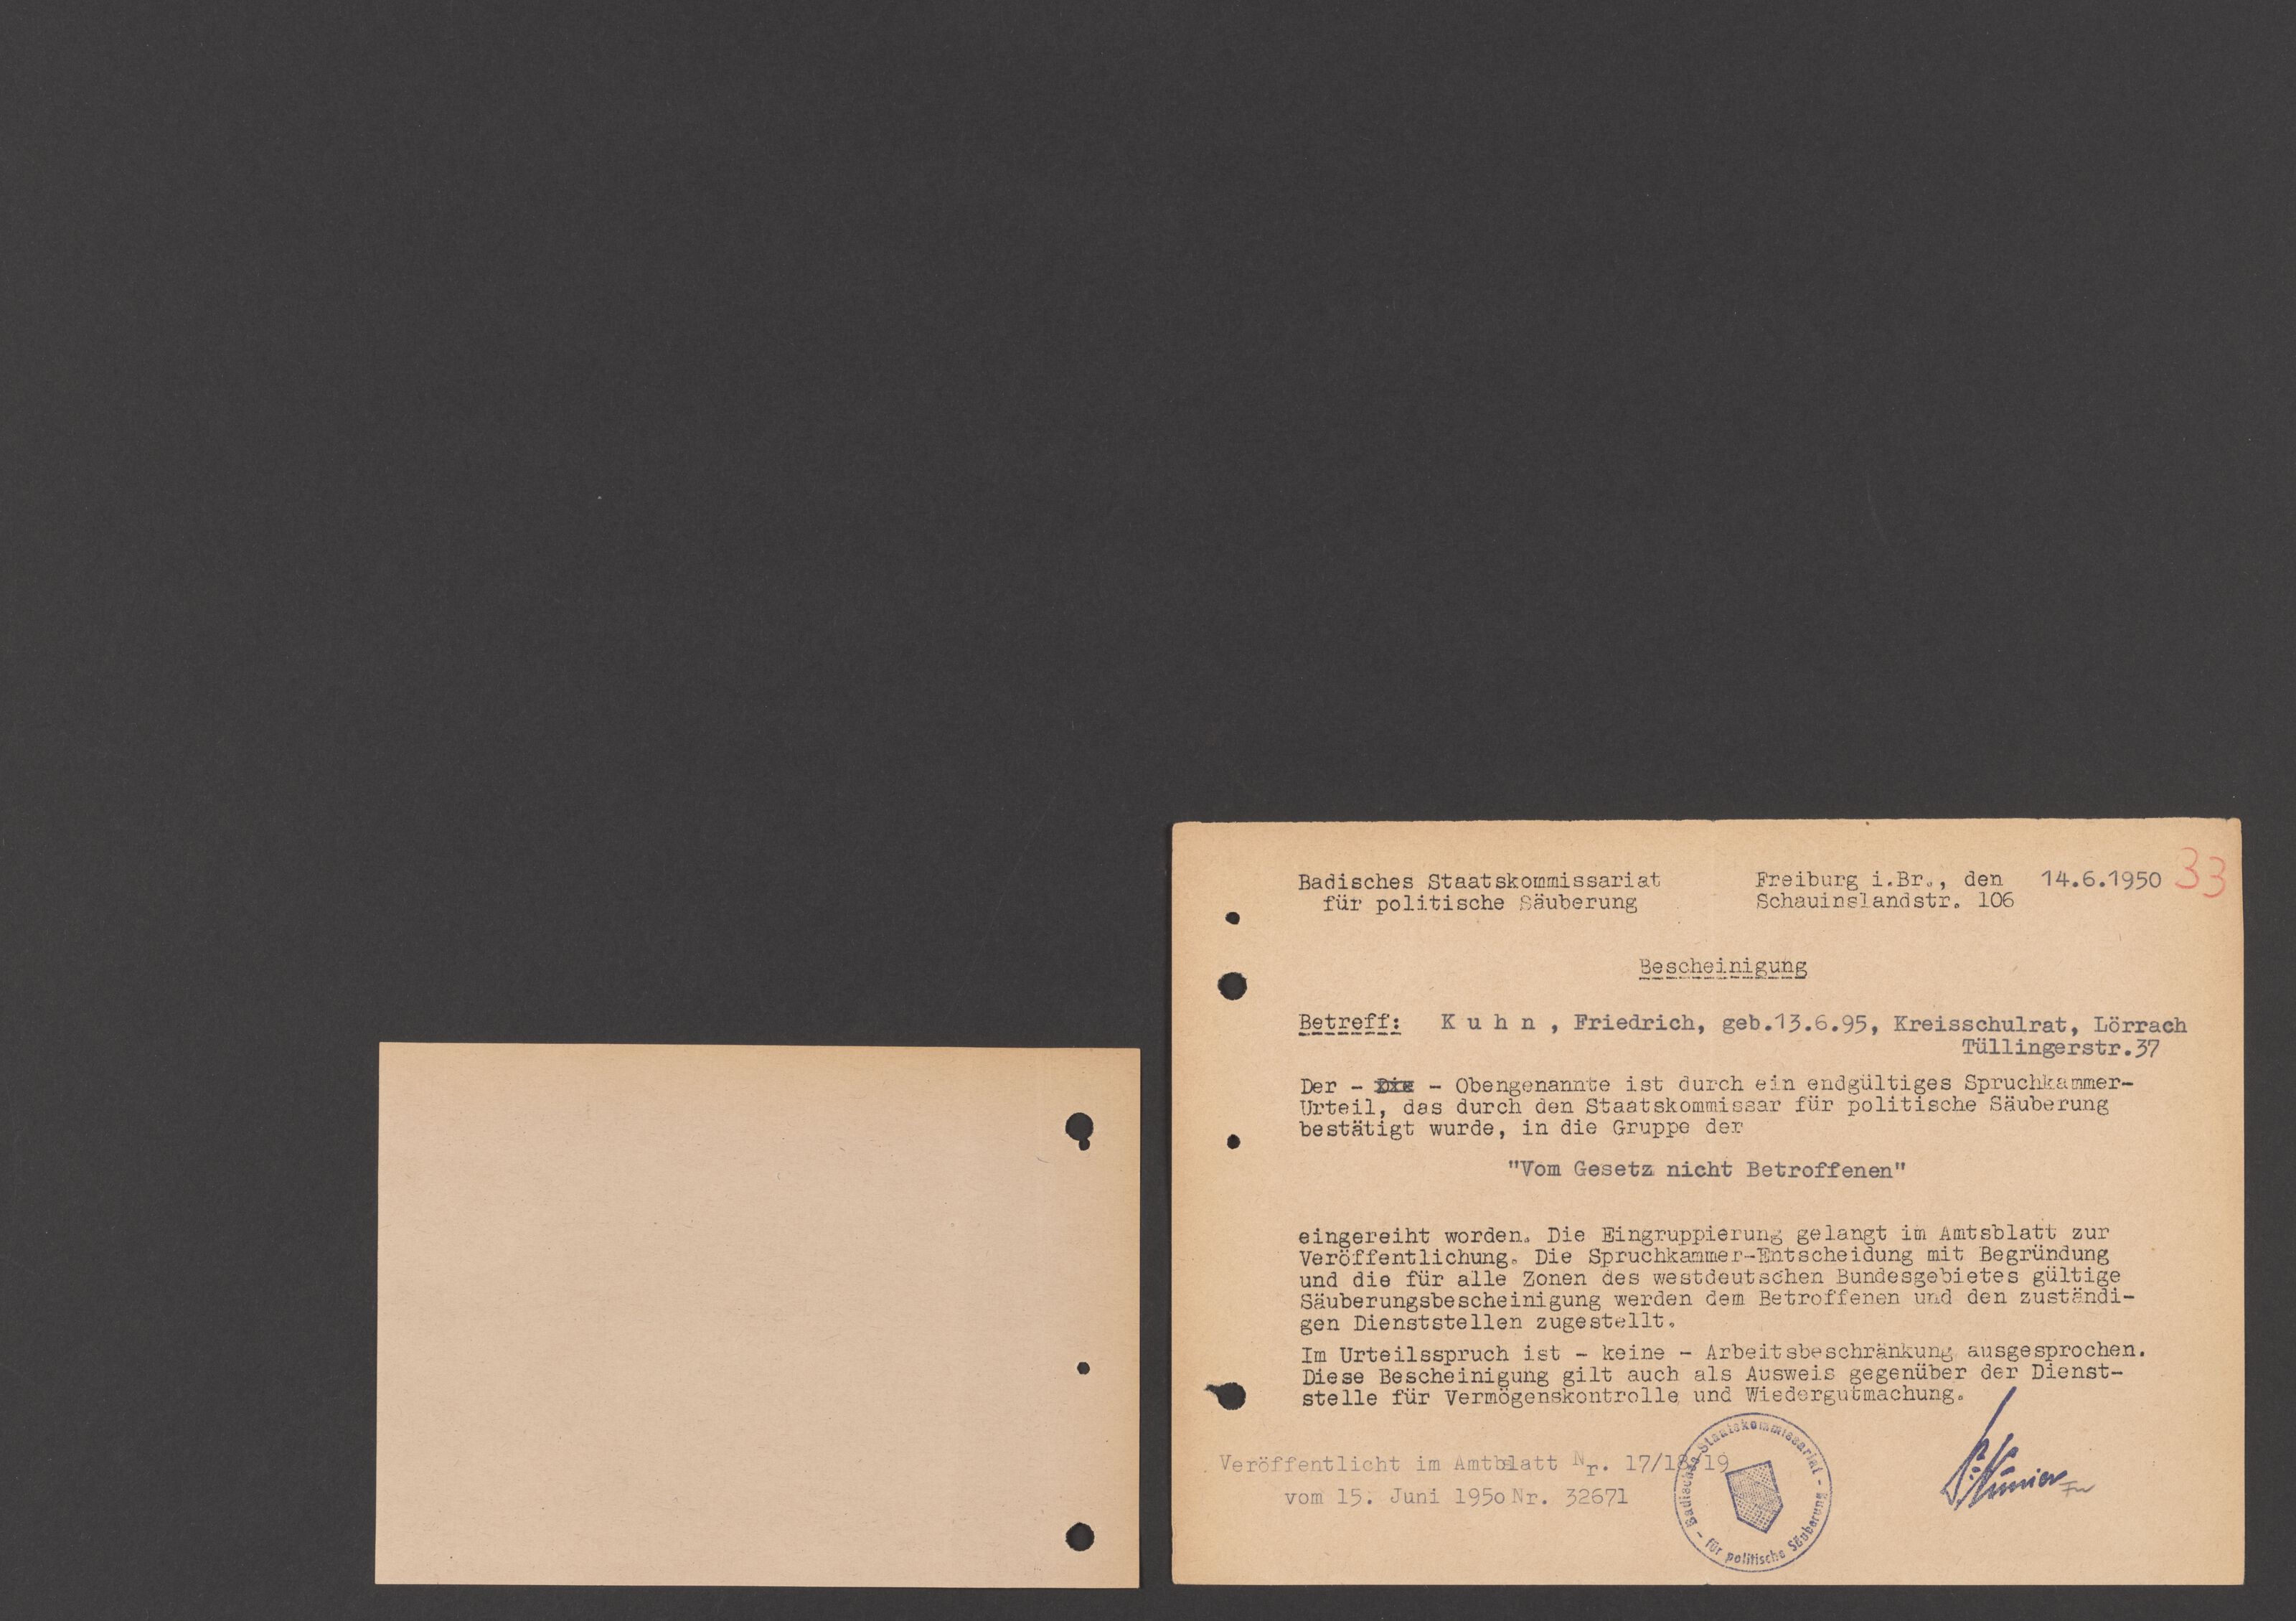 33
Badisches Staatskommissariat
für politische Säuberung
Freiburg i.Br., den 14.6.1950
Schauinslandstr. 106
Bescheinigung
Betreff: K u h n , Friedrich, geb.13.6.95, Kreisschulrat, Lörrach
Tüllingerstr.37
Der - Die - Obengenannte ist durch ein endgültiges Spruchkammer-
Urteil, das durch den Staatskommissar für politische Säuberung
bestätigt wurde, in die Gruppe der
"Vom Gesetz nicht Betroffenen"
eingereiht worden. Die Eingruppierung gelangt im Amtsblatt zur
Veröffentlichung. Die Spruchkammer-Entscheidung mit Begründung
und die für alle Zonen des westdeutschen Bundesgebietes gültige
Säuberungsbescheinigung werden dem Betroffenen und den zuständi-
gen Dienststellen zugestellt.
Im Urteilsspruch ist - keine - Arbeitsbeschränkung ausgesprochen.
Diese Bescheinigung gilt auch als Ausweis gegenüber der Dienst-
stelle für Vermögenskontrolle und Wiedergutmachung.
Veröffentlicht im Amtblatt Nr. 17/18-19
vom 15. Juni 1950 Nr. 32671
Badisches Staatskommissariat - für politische Säuberung -